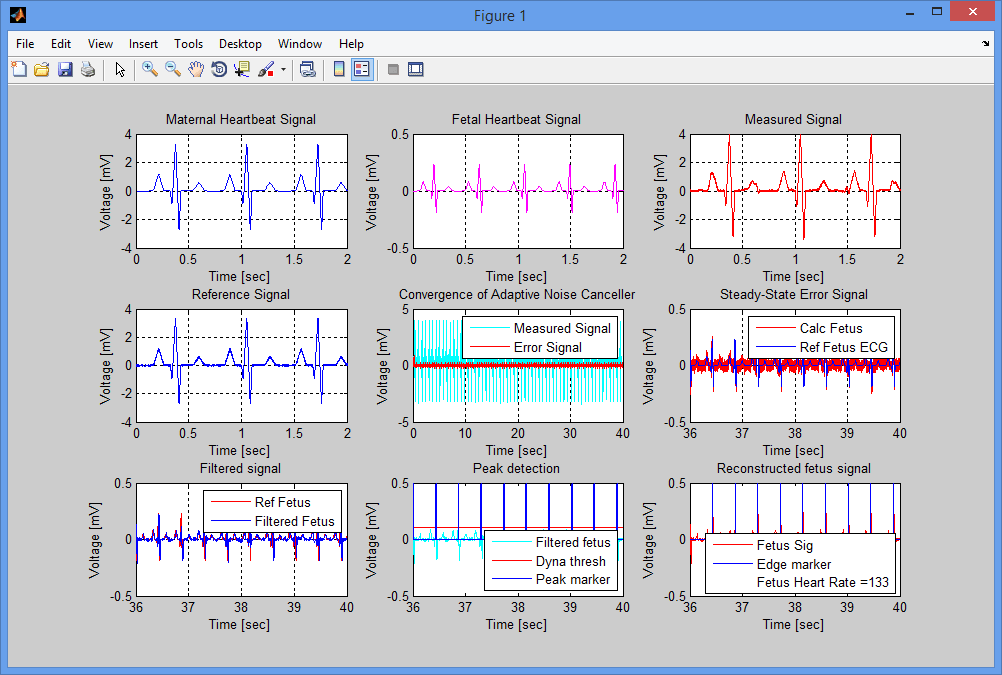 Figure 1
File Edit View Insert Tools Desktop Window Help
Maternal Heartbeat Signal
Voltage [mV]
4
2
0
-2
-4
0 0.5 1 1.5 2
Time [sec]
Fetal Heartbeat Signal
Voltage [mV]
0.5
0
-0.5
0 0.5 1 1.5 2
Time [sec]
Measured Signal
Voltage [mV]
4
2
0
-2
-4
0 0.5 1 1.5 2
Time [sec]
Reference Signal
Voltage [mV]
4
2
0
-2
-4
0 0.5 1 1.5 2
Time [sec]
Convergence of Adaptive Noise Canceller
Voltage [mV]
5
0
-5
Measured Signal
Error Signal
0 10 20 30 40
Time [sec]
Steady-State Error Signal
Voltage [mV]
0.5
0
-0.5
Calc Fetus
Ref Fetus ECG
36 37 38 39 40
Time [sec]
Filtered signal
Voltage [mV]
0.5
0
-0.5
Ref Fetus
Filtered Fetus
36 37 38 39 40
Time [sec]
Peak detection
Voltage [mV]
0.5
0
-0.5
Filtered fetus
Dyna thresh
Peak marker
36 37 38 39 40
Time [sec]
Reconstructed fetus signal
Voltage [mV]
0.5
0
-0.5
Fetus Sig
Edge marker
Fetus Heart Rate =133
36 37 38 39 40
Time [sec]